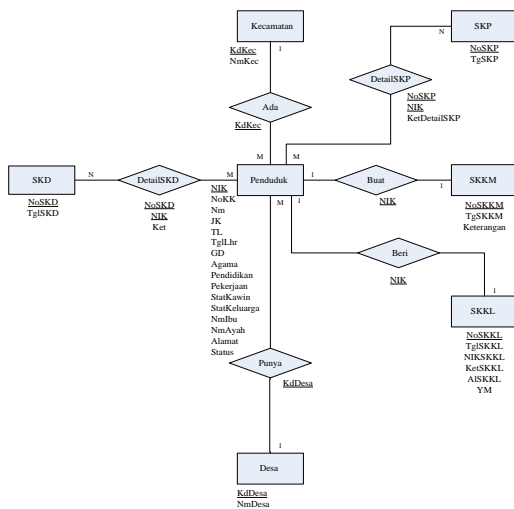 Kecamatan
KdKec
NmKec
1
SKP
N
NoSKP
TgSKP
DetailSKP
NoSKP
NIK
KetDetailSKP
Ada
KdKec
M
M
SKD
N
NoSKD
TglSKD
DetailSKD
NoSKD
NIK
Ket
M
Penduduk
NIK
NoKK
Nm
JK
TL
TglLhr
GD
Agama
Pendidikan
Pekerjaan
StatKawin
StatKeluarga
NmIbu
NmAyah
Alamat
Status
M
1
1
Buat
NIK
1
SKKM
NoSKKM
TgSKKM
Keterangan
Beri
NIK
1
SKKL
NoSKKL
TglSKKL
NIKSKKL
KetSKKL
AlSKKL
YM
Punya
KdDesa
1
Desa
KdDesa
NmDesa